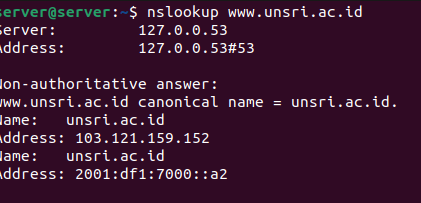 server@server:~$ nslookup www.unsri.ac.id
Server:         127.0.0.53
Address:        127.0.0.53#53
Non-authoritative answer:
www.unsri.ac.id canonical name = unsri.ac.id.
Name:   unsri.ac.id
Address: 103.121.159.152
Name:   unsri.ac.id
Address: 2001:df1:7000::a2